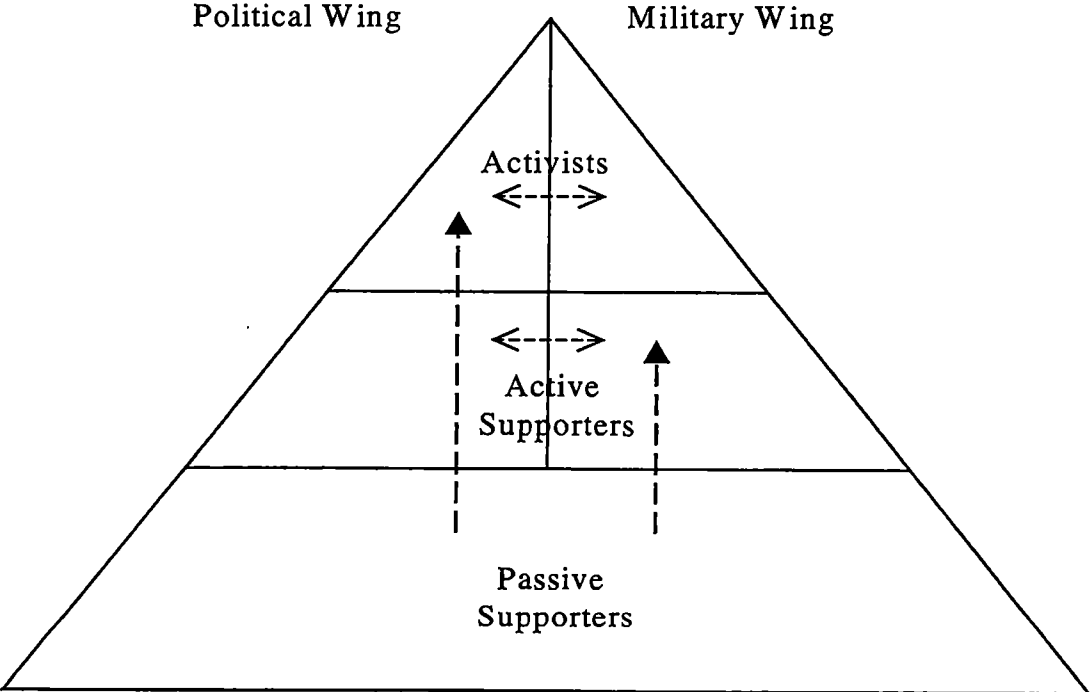 Political Wing
Military Wing
Activists
Active
Supporters
Passive
Supporters